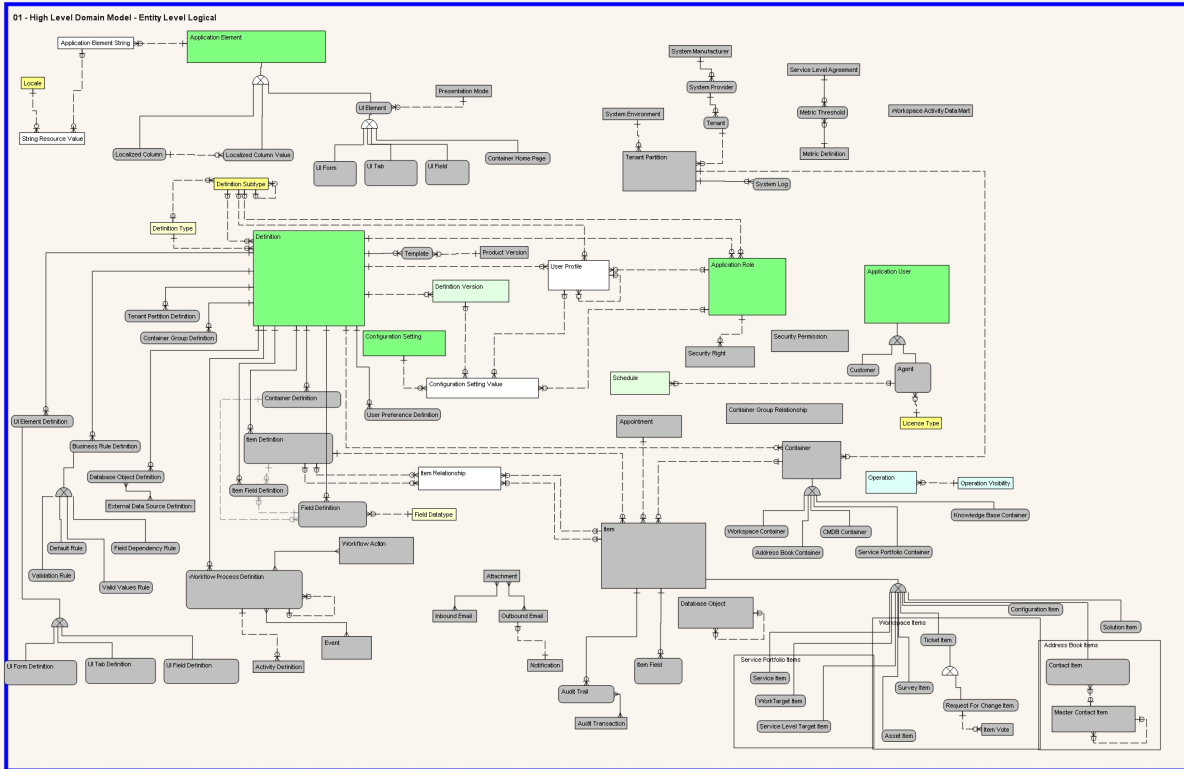 01 - High Level Domain Model - Entity Level Logical
Application Element String
Application Element
System Manufacturer
Service Level Agreement
Locale
Presentation Mode
System Provider
UI Element
System Environment
Metric Threshold
Workspace Activity Data Mart
Tenant
String Resource Value
Localized Column
Localized Column Value
Container Home Page
Tenant Partition
Metric Definition
UI Form
UI Tab
UI Field
Definition Subtype
System Log
Definition Type
Definition
Template
Product Version
User Profile
Application Role
Application User
Definition Version
Tenant Partition Definition
Container Group Definition
Configuration Setting
Security Permission
Security Right
Customer
Agent
Schedule
Configuration Setting Value
Container Definition
User Preference Definition
Container Group Relationship
UI Element Definition
Appointment
License Type
Item Definition
Business Rule Definition
Container
Database Object Definition
Item Relationship
Operation
Operation Visibility
Item Field Definition
External Data Source Definition
Field Definition
Field Datatype
Knowledge Base Container
Item
Workspace Container
CMDB Container
Default Rule
Field Dependency Rule
Workflow Action
Address Book Container
Service Portfolio Container
Validation Rule
Workflow Process Definition
Attachment
Valid Values Rule
Database Object
Configuration Item
Inbound Email
Outbound Email
Workspace Items
Solution Item
Event
Ticket Item
Address Book Items
UI Form Definition
UI Tab Definition
UI Field Definition
Activity Definition
Notification
Item Field
Service Portfolio Items
Contact Item
Service Item
Audit Trail
Survey Item
WorkTarget Item
Request For Change Item
Master Contact Item
Audit Transaction
Service Level Target Item
Item Vote
Asset Item